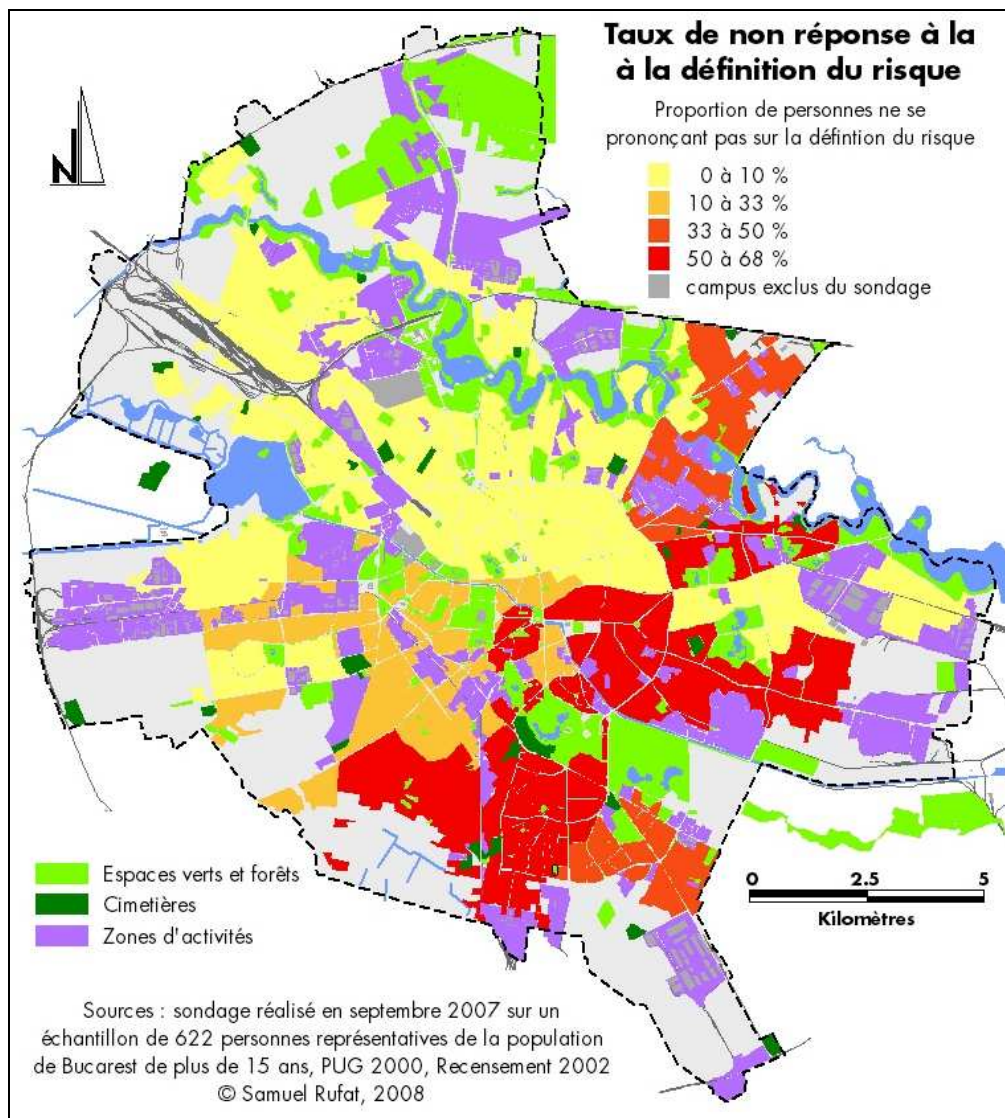 Taux de non réponse à la
à la définition du risque
Proportion de personnes ne se
prononçant pas sur la défintion du risque
0 à 10 %
10 à 33 %
33 à 50 %
50 à 68 %
campus exclus du sondage
N
Espaces verts et forêts
Cimetières
Zones d'activités
0 2.5 5
Kilomètres
Sources : sondage réalisé en septembre 2007 sur un
échantillon de 622 personnes représentatives de la population
de Bucarest de plus de 15 ans, PUG 2000, Recensement 2002
© Samuel Rufat, 2008